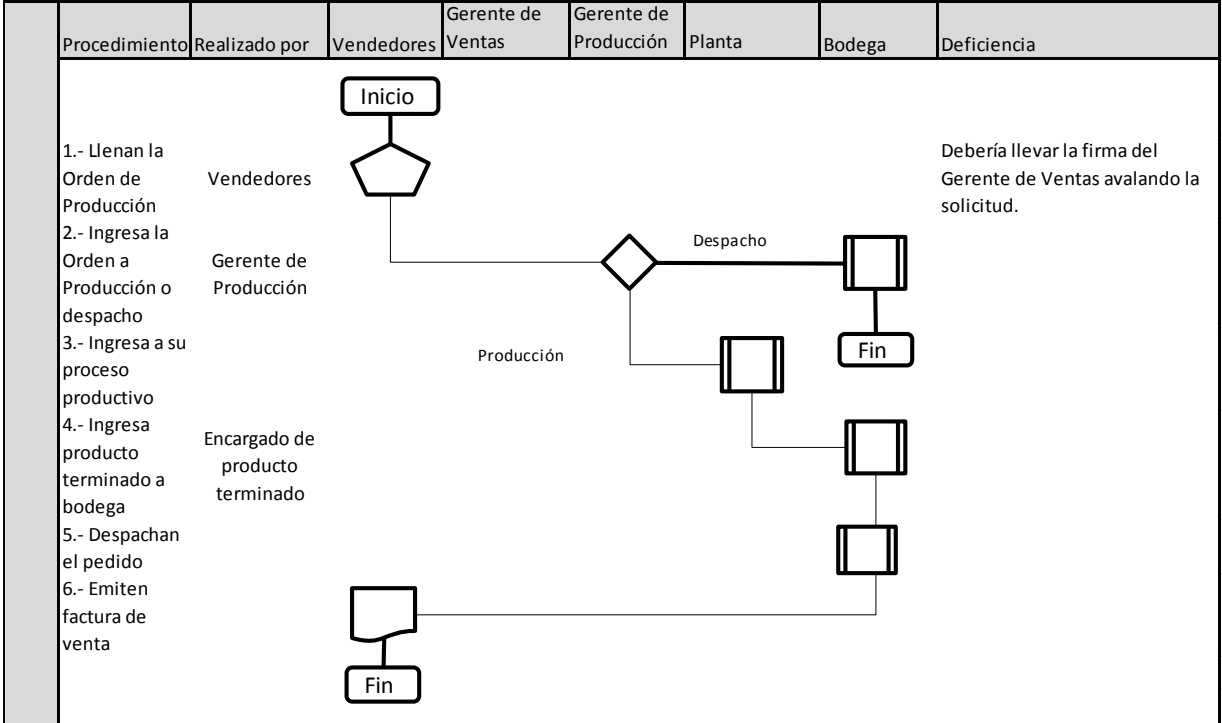 Procedimiento
Realizado por
Vendedores
Gerente de
Ventas
Gerente de
Producción
Planta
Bodega
Deficiencia
Inicio
1.- Llenan la
Orden de
Producción
Vendedores
Debería llevar la firma del
Gerente de Ventas avalando la
solicitud.
2.- Ingresa la
Orden a
Producción o
despacho
Gerente de
Producción
Despacho
Fin
3.- Ingresa a su
proceso
productivo
Producción
4.- Ingresa
producto
terminado a
bodega
Encargado de
producto
terminado
5.- Despachan
el pedido
6.- Emiten
factura de
venta
Fin